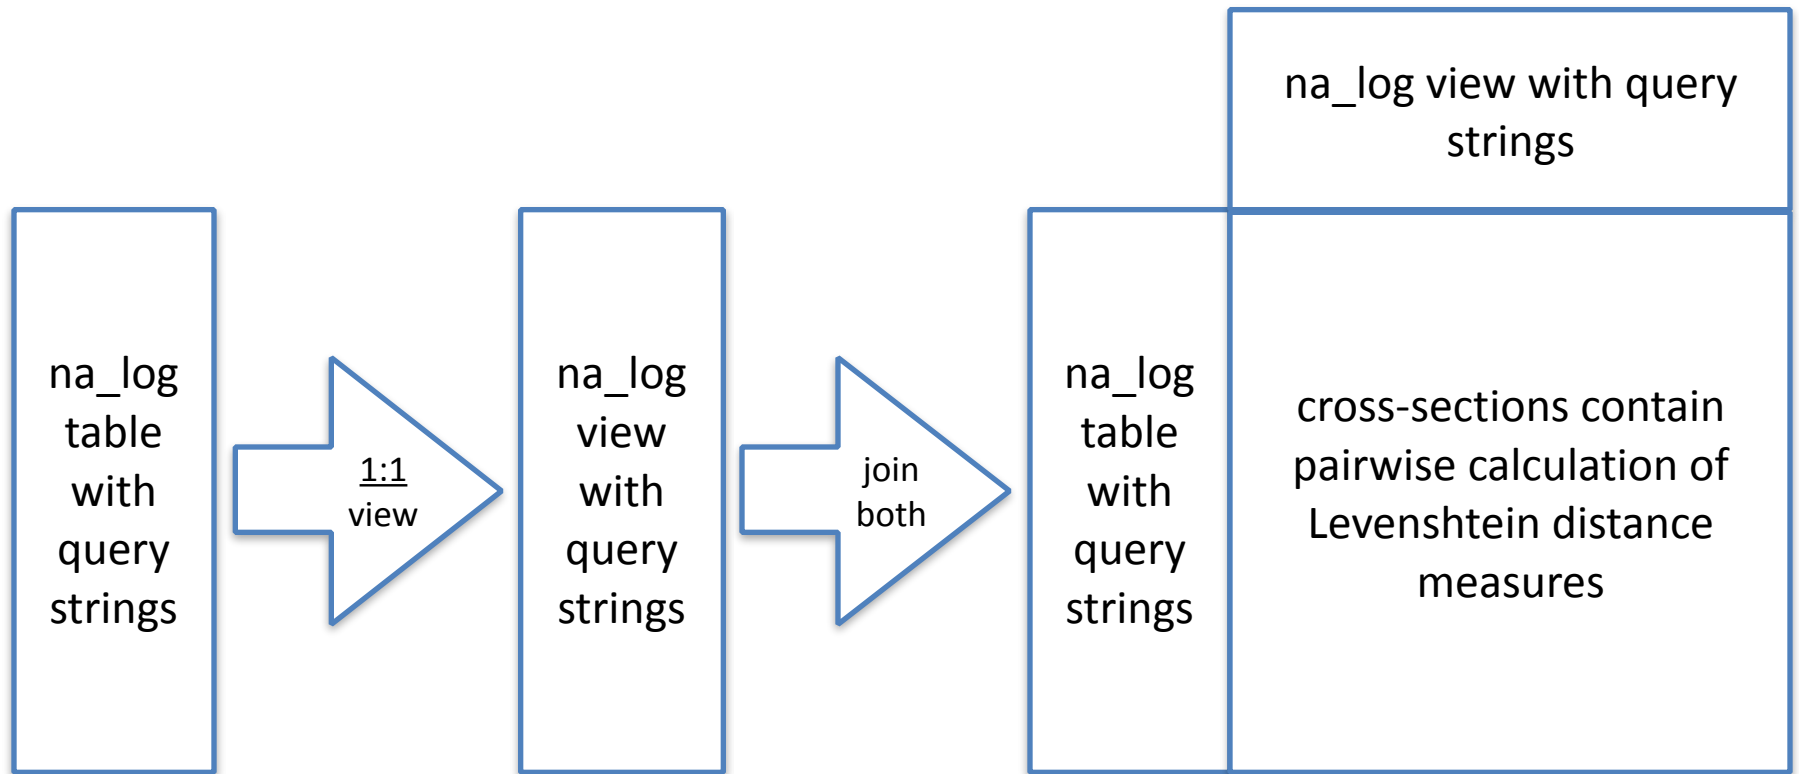 na_log
table
with
query
strings
1:1
view
na_log
view
with
query
strings
join
both
na_log
table
with
query
strings
na_log view with query
strings
cross-sections contain
pairwise calculation of
Levenshtein distance
measures